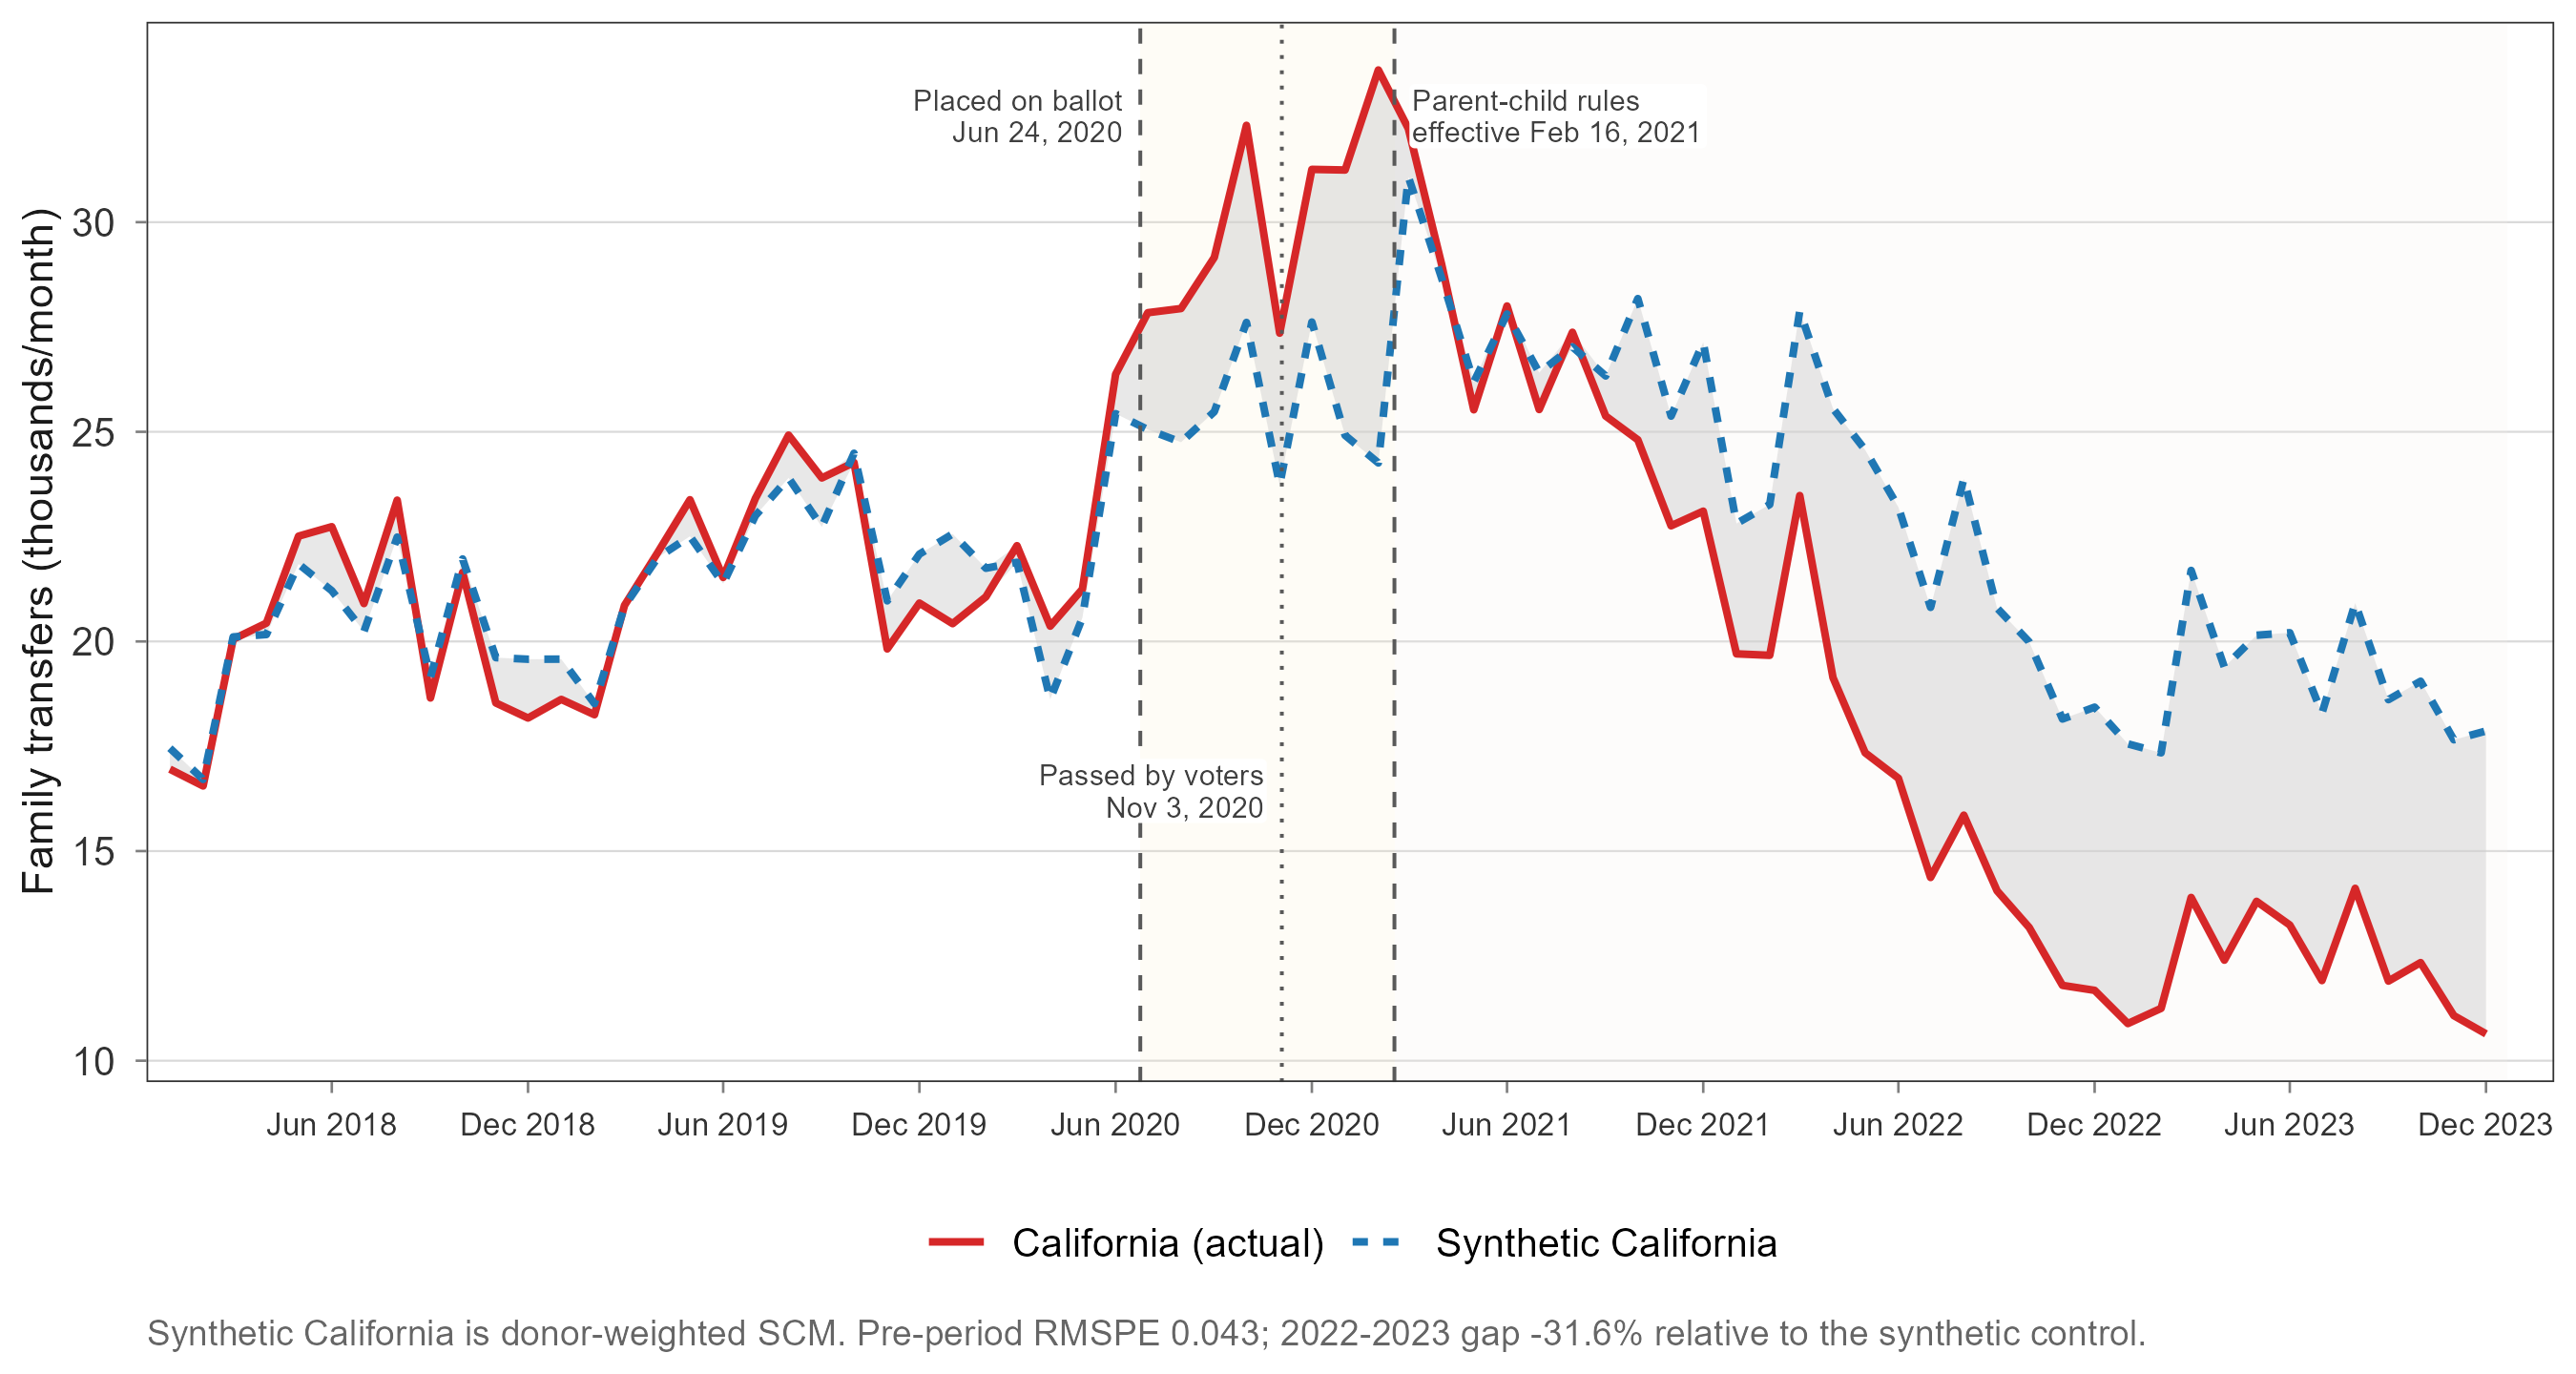 Family transfers (thousands/month)
30
25
20
15
10
Placed on ballot
Jun 24, 2020
Parent-child rules
effective Feb 16, 2021
Passed by voters
Nov 3, 2020
Jun 2018
Dec 2018
Jun 2019
Dec 2019
Jun 2020
Dec 2020
Jun 2021
Dec 2021
Jun 2022
Dec 2022
Jun 2023
Dec 2023
California (actual)
Synthetic California
Synthetic California is donor-weighted SCM. Pre-period RMSPE 0.043; 2022-2023 gap -31.6% relative to the synthetic control.